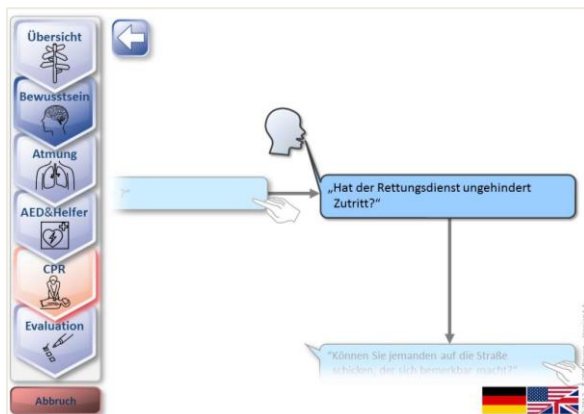 Übersicht
Bewusstsein
Atmung
AED&Helfer
CPR
Evaluation
Abbruch
?"
„Hat der Rettungsdienst ungehindert
Zutritt?"
"Können Sie jemanden auf die Straße
schicken, der sich bemerkbar macht?"